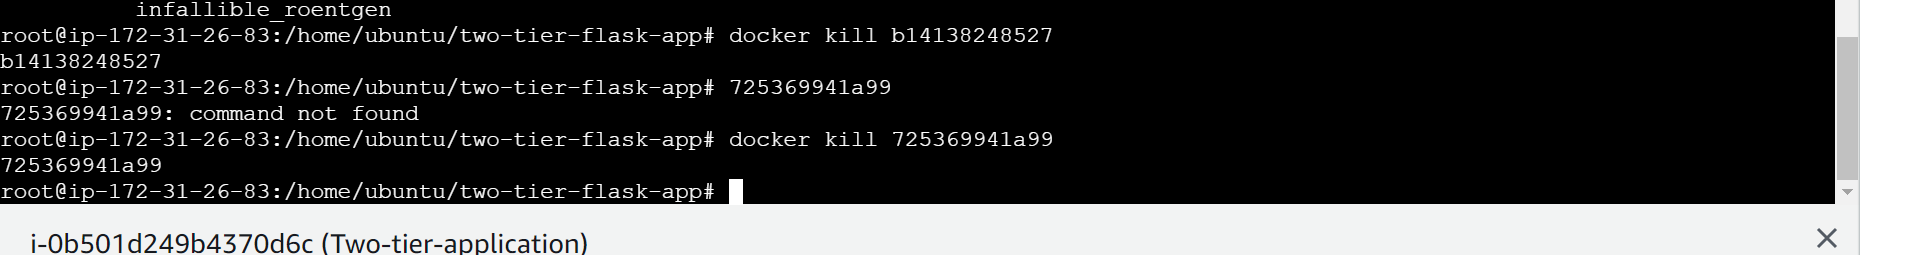 infallible_roentgen
root@ip-172-31-26-83:/home/ubuntu/two-tier-flask-app# docker kill b14138248527
b14138248527
root@ip-172-31-26-83:/home/ubuntu/two-tier-flask-app# 725369941a99
725369941a99: command not found
root@ip-172-31-26-83:/home/ubuntu/two-tier-flask-app# docker kill 725369941a99
725369941a99
root@ip-172-31-26-83:/home/ubuntu/two-tier-flask-app#
i-0b501d249b4370d6c (Two-tier-application)